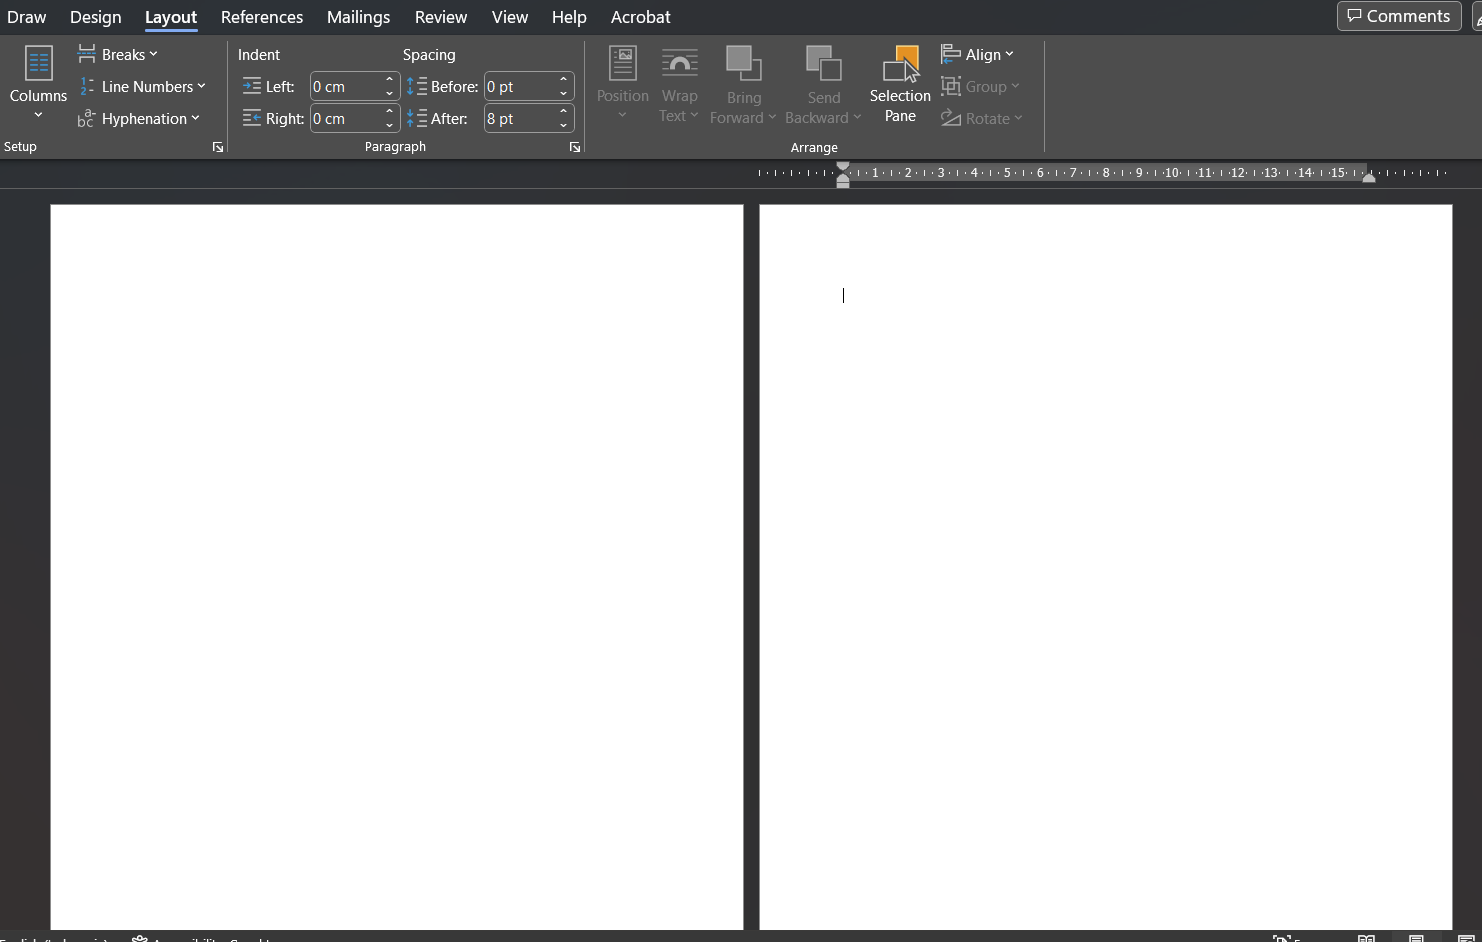 Draw Design Layout References Mailings Review View Help Acrobat Comments
Breaks Indent Spacing Align
Columns Line Numbers Left: 0 cm Before: 0 pt Position Wrap Text Bring Forward Send Backward Selection Pane Group
Hyphenation Right: 0 cm After: 8 pt Rotate
Setup Paragraph Arrange
1 2 3 4 5 6 7 8 9 10 11 12 13 14 15